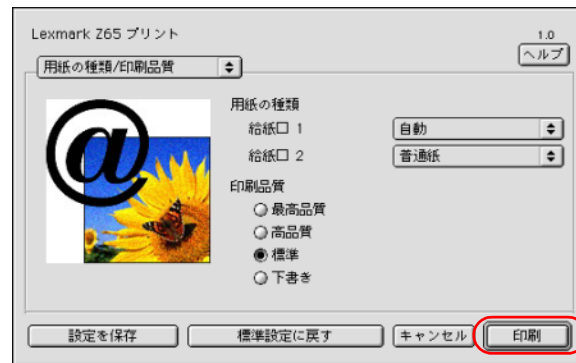 Lexmark Z65 プリント
1.0
ヘルプ
用紙の種類/印刷品質
用紙の種類
給紙口 1
自動
給紙口 2
普通紙
印刷品質
最高品質
高品質
標準
下書き
設定を保存
標準設定に戻す
キャンセル
印刷
@